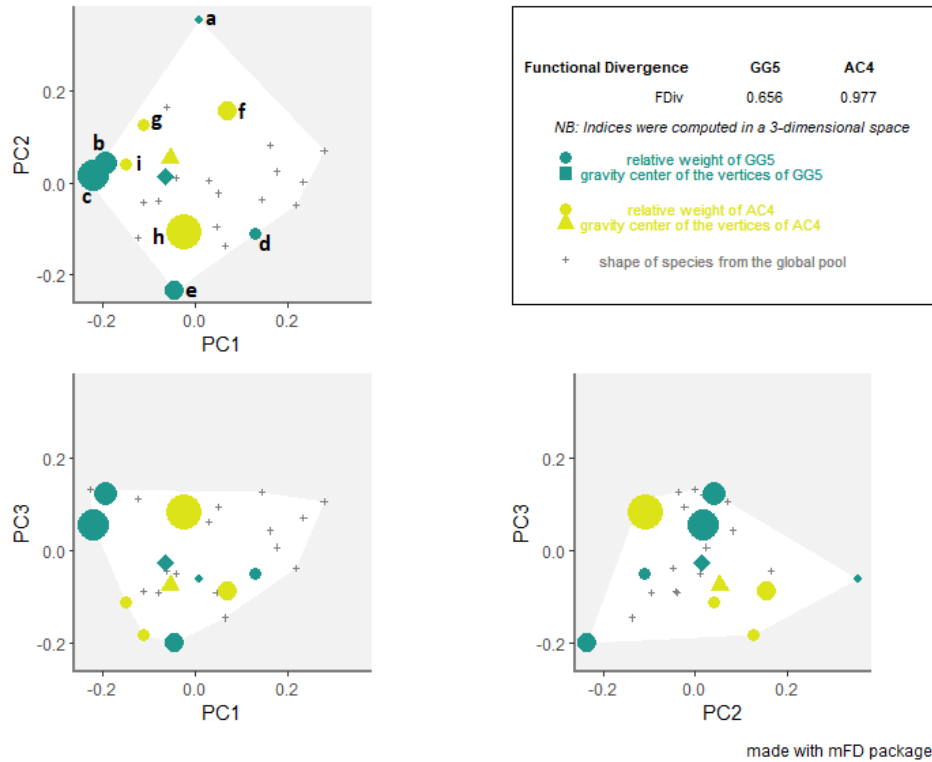 a
0.2
g
f
PC2
b
i
0.0
c
h
d
-0.2
e
-0.2 0.0 0.2
PC1
Functional Divergence GG5 AC4
FDiv 0.656 0.977
NB: Indices were computed in a 3-dimensional space
relative weight of GG5
gravity center of the vertices of GG5
relative weight of AC4
gravity center of the vertices of AC4
shape of species from the global pool
0.2
PC3
0.0
-0.2
-0.2 0.0 0.2
PC1
0.2
PC3
0.0
-0.2
-0.2 0.0 0.2
PC2
made with mFD package